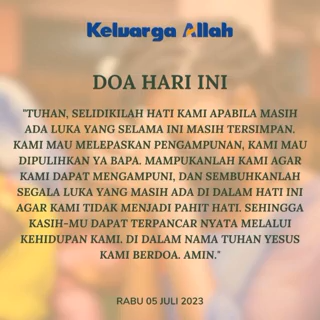 Keluarga Allah
DOA HARI INI
"TUHAN, SELIDIKILAH HATI KAMI APABILA MASIH
ADA LUKA YANG SELAMA INI MASIH TERSIMPAN.
KAMI MAU MELEPASKAN PENGAMPUNAN, KAMI MAU
DIPULIHKAN YA BAPA. MAMPUKANLAH KAMI AGAR
KAMI DAPAT MENGAMPUNI, DAN SEMBUHKANLAH
SEGALA LUKA YANG MASIH ADA DI DALAM HATI INI
AGAR KAMI TIDAK MENJADI PAHIT HATI. SEHINGGA
KASIH-MU DAPAT TERPANCAR NYATA MELALUI
KEHIDUPAN KAMI. DI DALAM NAMA TUHAN YESUS
KAMI BERDOA. AMIN."
RABU 05 JULI 2023